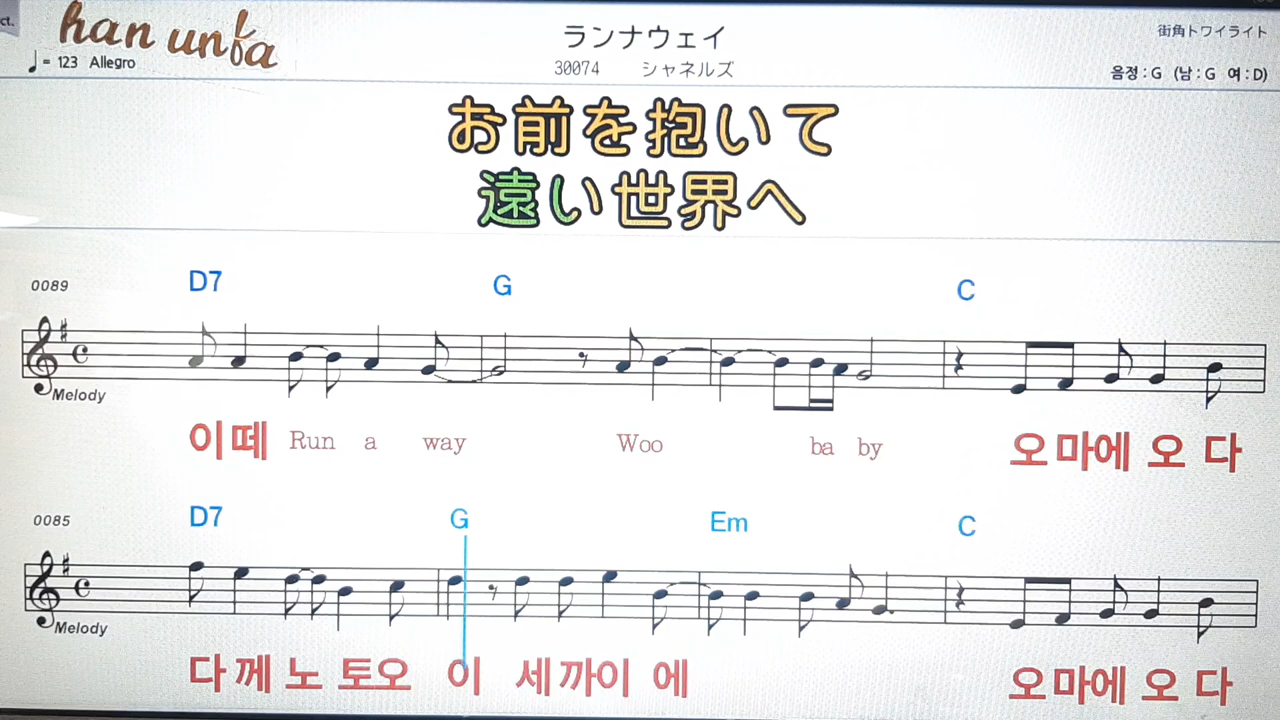 ct.
han unfa
♩= 123 Allegro
ランナウェイ
30074 シャネルズ
街角トワイライト
음정 : G (남 : G 여 : D)
お前を抱いて
遠い世界へ
0089
D7 G C
Melody
이떼 Run a way Woo ba by 오마에 오 다
0085
D7 G Em C
Melody
다께 노 토오 이 세까이 에 오마에 오 다